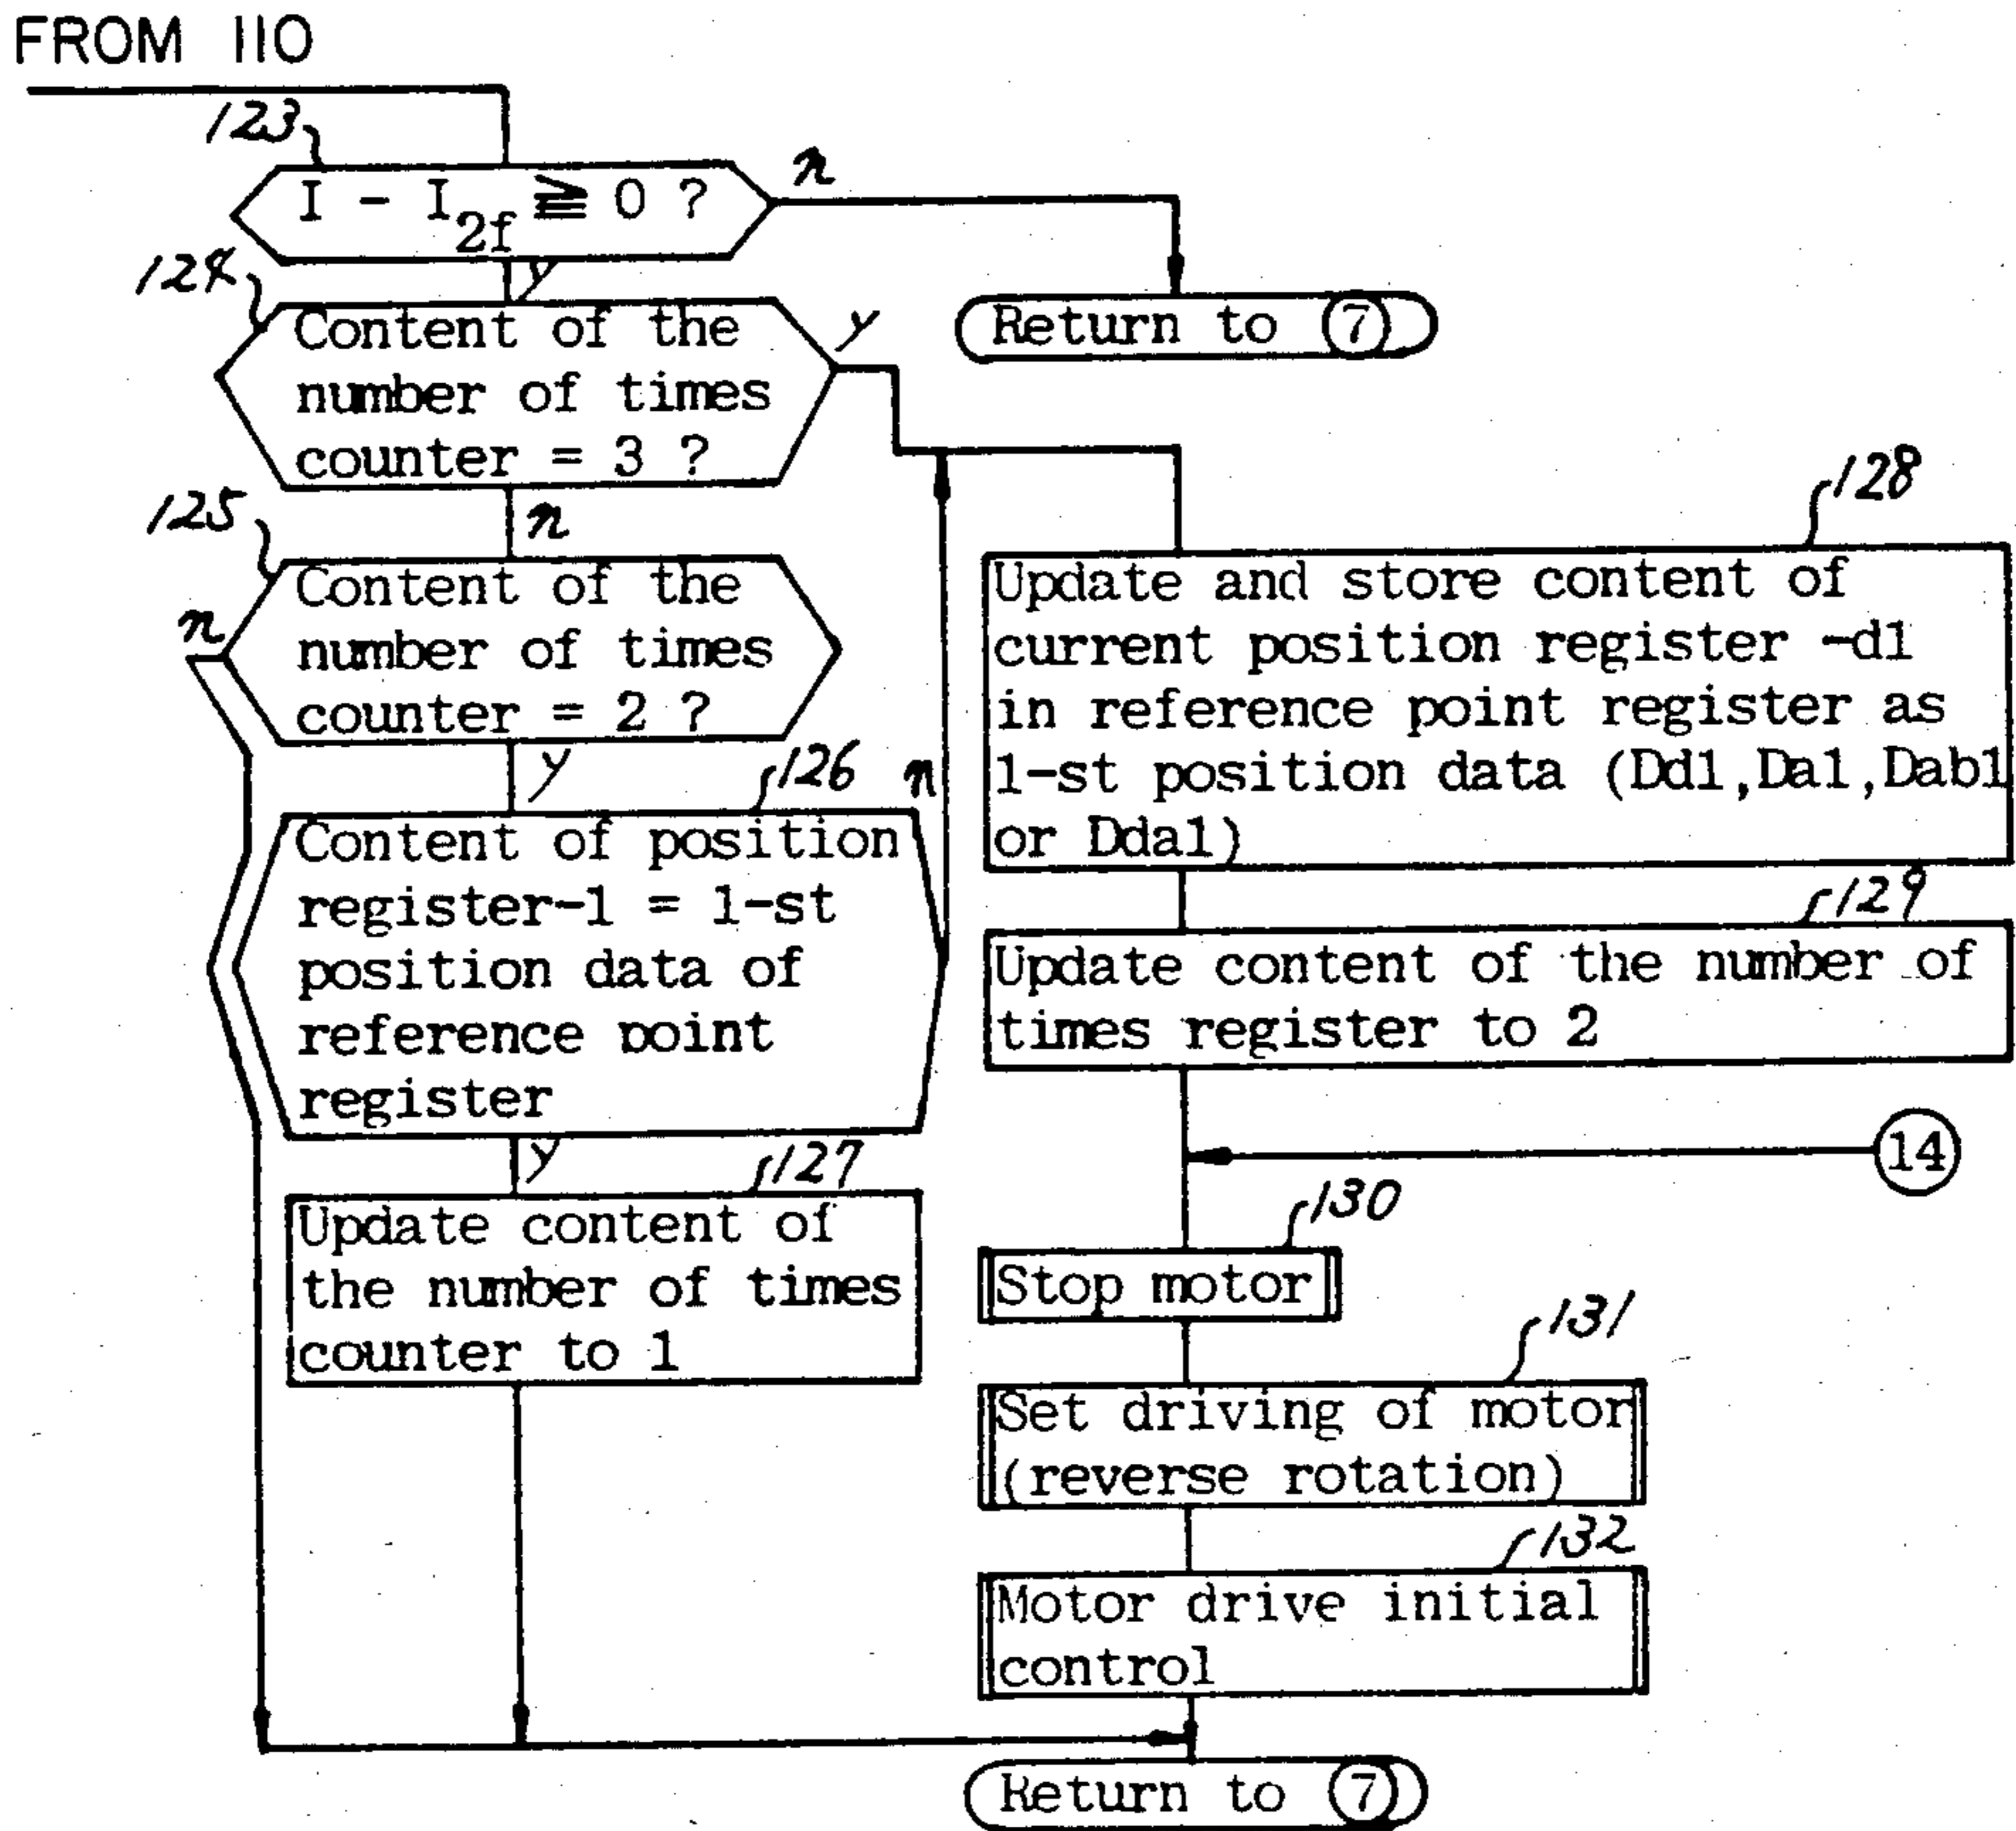 FROM 110
123
I - I2f ≧ 0 ?
n
y
Return to 7
124
Content of the
number of times
counter = 3 ?
y
n
125
Content of the
number of times
counter = 2 ?
n
y
126
Content of position
register-1 = 1-st
position data of
reference point
register
n
y
127
Update content of
the number of times
counter to 1
128
Update and store content of
current position register -d1
in reference point register as
1-st position data (Dd1,Da1,Dab1
or Dda1)
129
Update content of the number of
times register to 2
14
130
Stop motor
131
Set driving of motor
(reverse rotation)
132
Motor drive initial
control
Return to 7